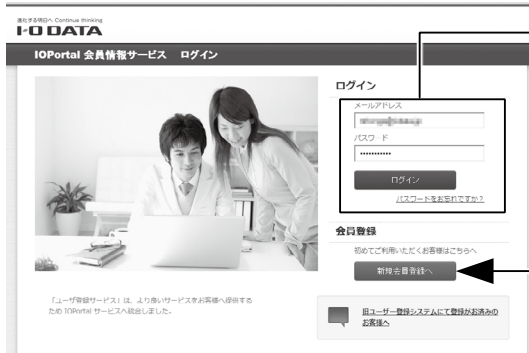 進化する明日へ Continue thinking
I-O DATA
IOPortal 会員情報サービス　ログイン
ログイン
メールアドレス
パスワード
ログイン
パスワードをお忘れですか？
会員登録
初めてご利用いただくお客様はこちらへ
新規会員登録へ
「ユーザ登録サービス」は、より良いサービスをお客様へ提供する
ため IOPortal サービスへ統合しました。
旧ユーザー登録システムにて登録がお済みの
お客様へ